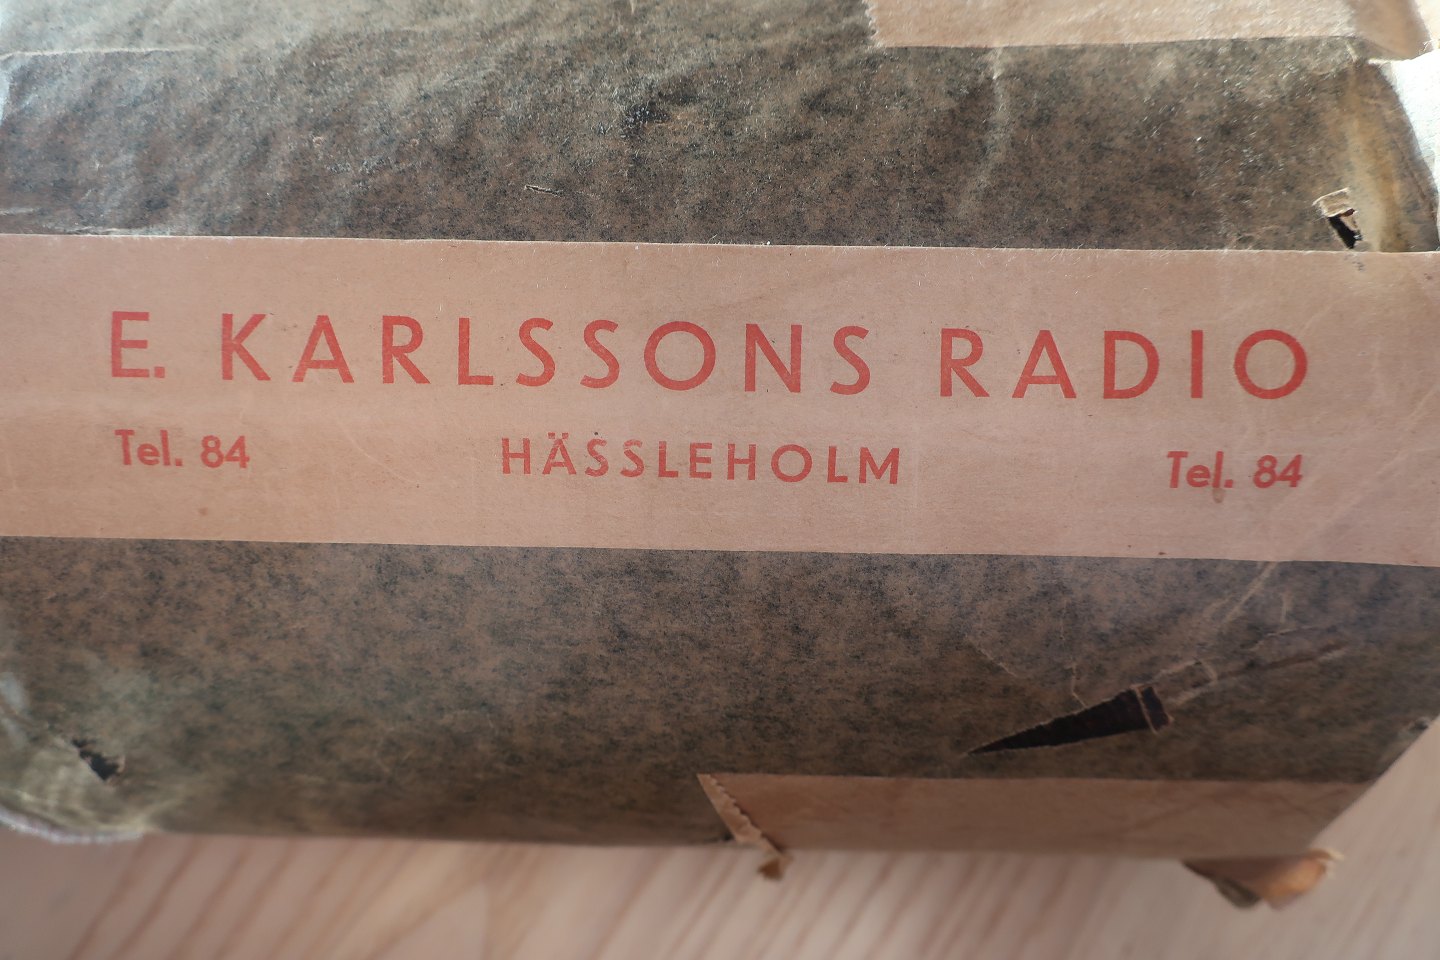 E. KARLSSONS RADIO
Tel. 84 HÄSSLEHOLM Tel. 84